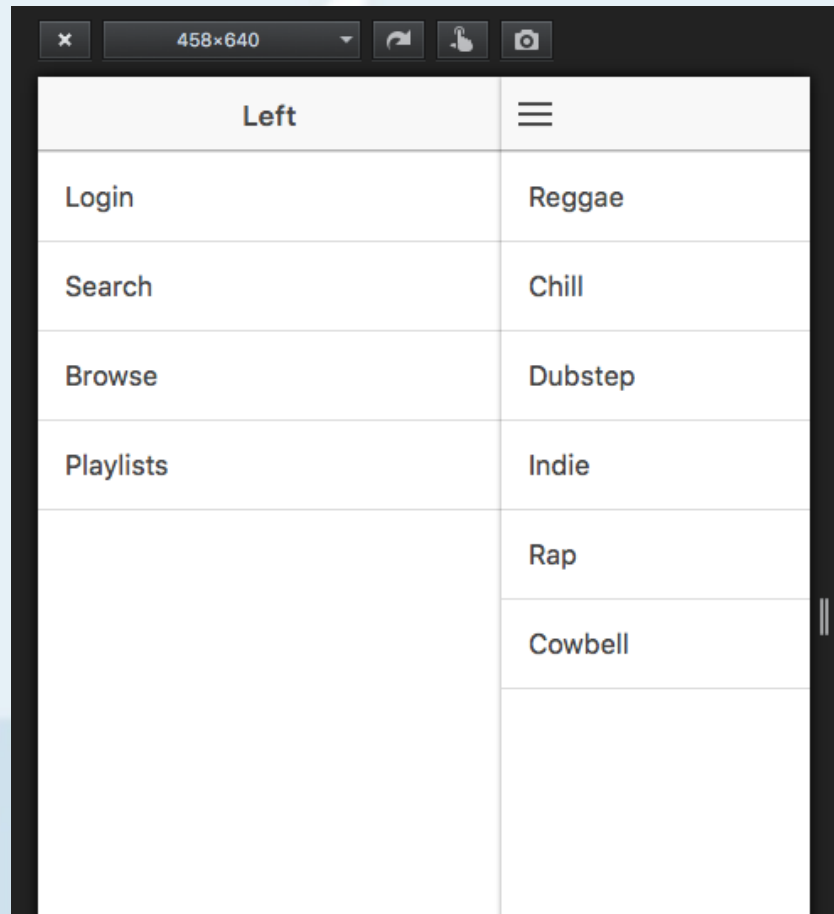 458×640
Left
Login
Search
Browse
Playlists
Reggae
Chill
Dubstep
Indie
Rap
Cowbell